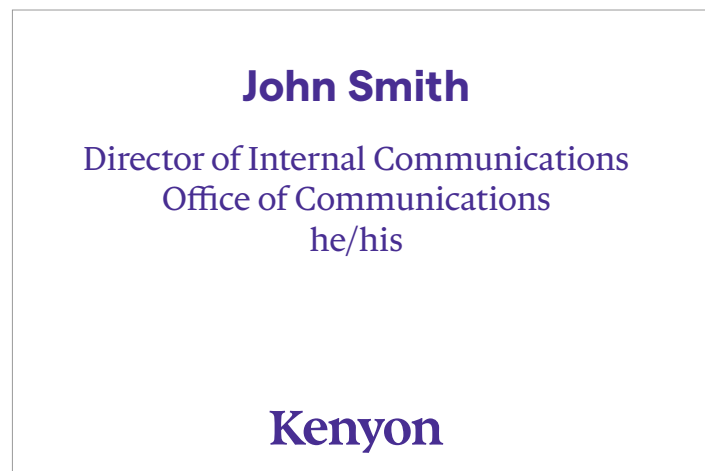 John Smith
Director of Internal Communications
Office of Communications
he/his
Kenyon